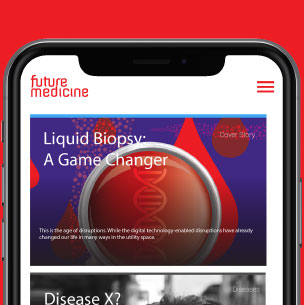 future
medicine
Cover Story
Liquid Biopsy:
A Game Changer
This is the age of disruptions. While the digital technology-enabled disruptions have already
changed our life in many ways in the utility space.
Diseases
Disease X?